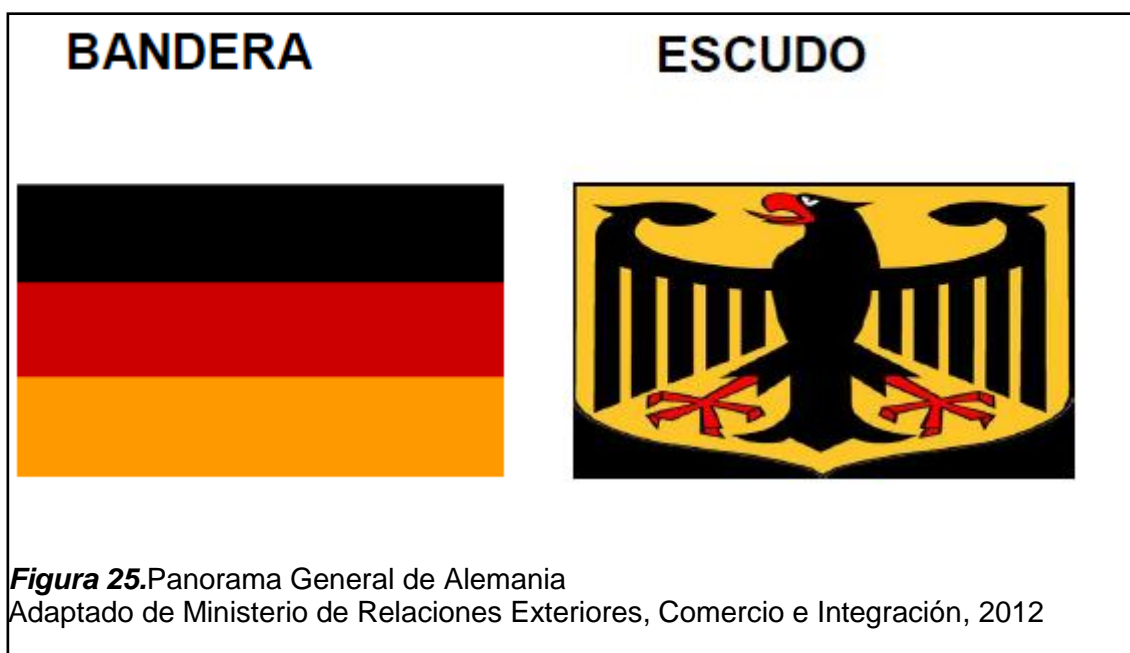 BANDERA ESCUDO
Figura 25.Panorama General de Alemania
Adaptado de Ministerio de Relaciones Exteriores, Comercio e Integración, 2012